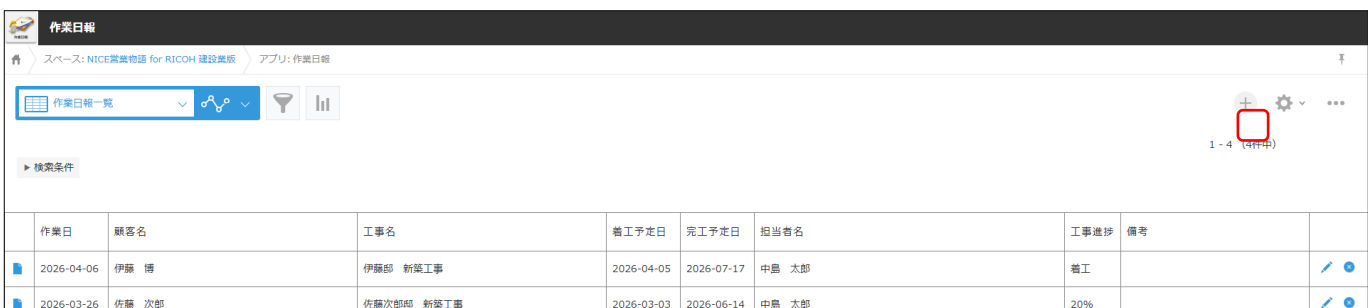 作業日報
作業日報
スペース: NICE営業物語 for RICOH 建設業版 アプリ: 作業日報
作業日報一覧
1 - 4 (4件中)
検索条件
作業日 顧客名 工事名 着工予定日 完工予定日 担当者名 工事進捗 備考
2026-04-06 伊藤 博 伊藤邸 新築工事 2026-04-05 2026-07-17 中島 太郎 着工
2026-03-26 佐藤 次郎 佐藤次郎邸 新築工事 2026-03-03 2026-06-14 中島 太郎 20%